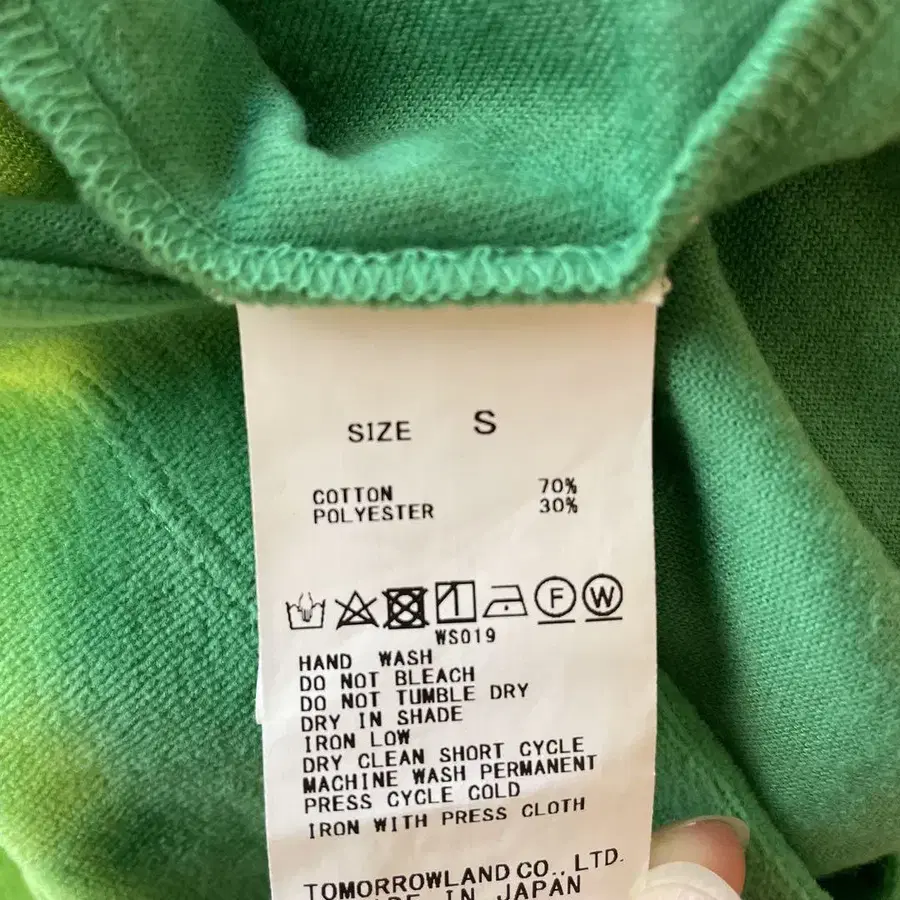 SIZE S
COTTON 70%
POLYESTER 30%
F W
WS019
HAND WASH
DO NOT BLEACH
DO NOT TUMBLE DRY
DRY IN SHADE
IRON LOW
DRY CLEAN SHORT CYCLE
MACHINE WASH PERMANENT
PRESS CYCLE COLD
IRON WITH PRESS CLOTH
TOMORROWLAND CO., LTD.
MADE IN JAPAN